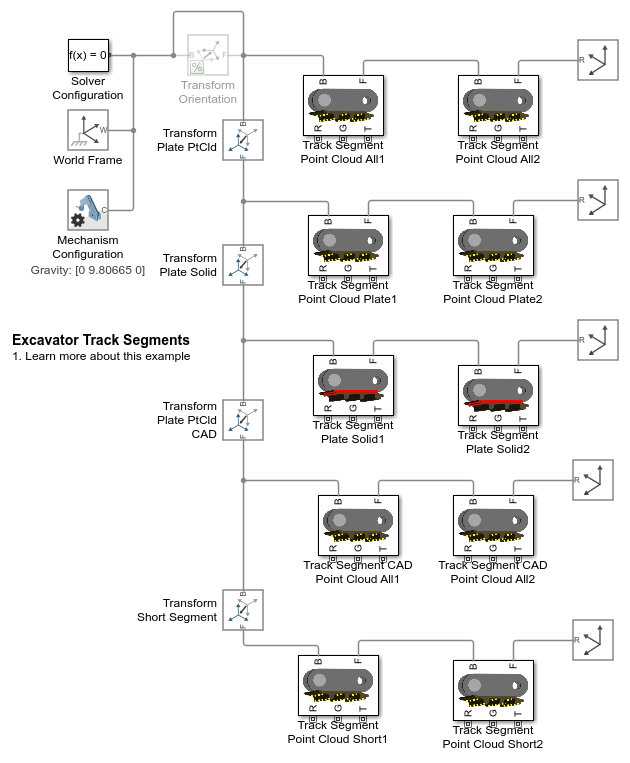 f(x) = 0
Solver
Configuration
B
F
%
Transform
Orientation
R
B
F
B
F
R
G
T
R
G
T
Track Segment
Point Cloud All1
Track Segment
Point Cloud All2
W
World Frame
B
F
Transform
Plate PtCld
C
Mechanism
Configuration
Gravity: [0 9.80665 0]
R
B
F
B
F
R
G
T
R
G
T
Track Segment
Point Cloud Plate1
Track Segment
Point Cloud Plate2
B
F
Transform
Plate Solid
Excavator Track Segments
1. Learn more about this example
R
B
F
B
F
R
G
T
R
G
T
Track Segment
Plate Solid1
Track Segment
Plate Solid2
B
F
Transform
Plate PtCld
CAD
R
B
F
B
F
R
G
T
R
G
T
Track Segment CAD
Point Cloud All1
Track Segment CAD
Point Cloud All2
B
F
Transform
Short Segment
R
B
F
B
F
R
G
T
R
G
T
Track Segment
Point Cloud Short1
Track Segment
Point Cloud Short2